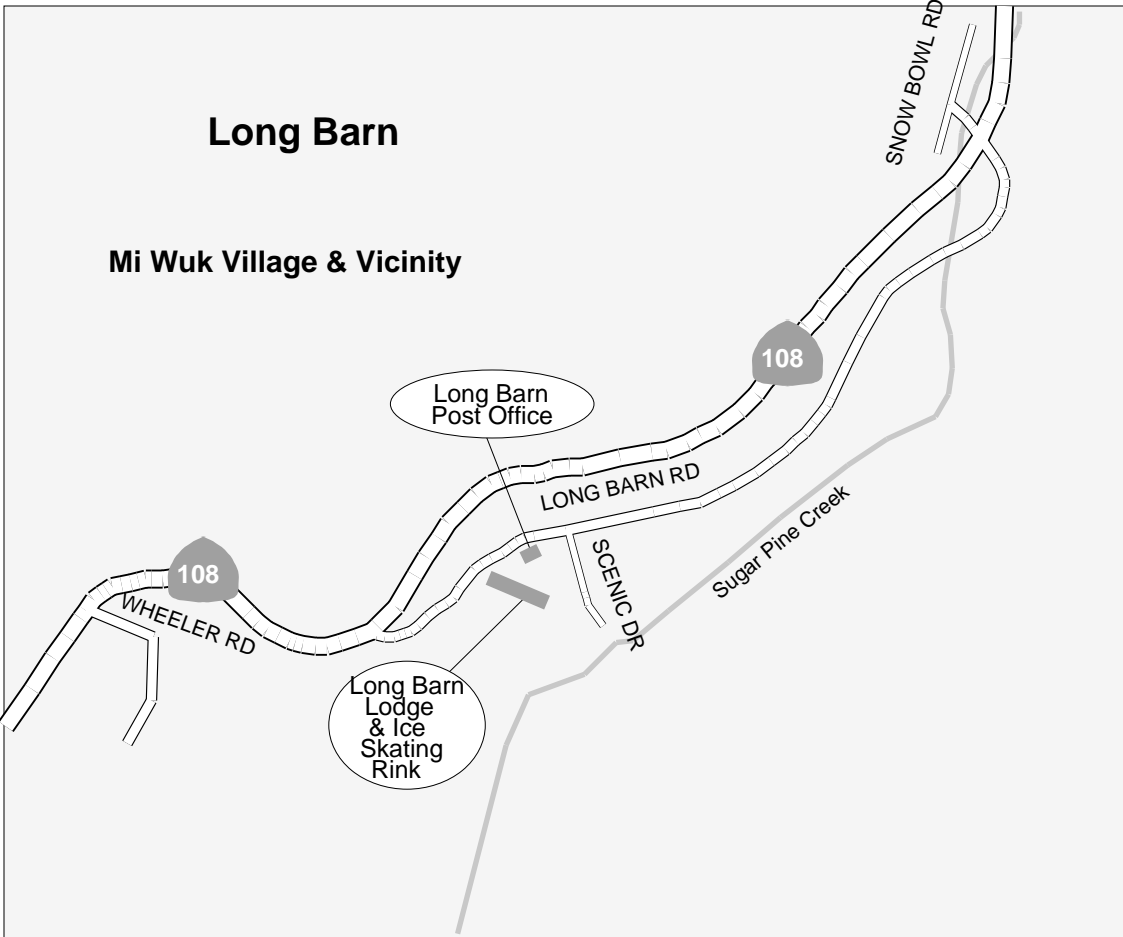 SNOW BOWL RD
Long Barn
Mi Wuk Village & Vicinity
108
Long Barn
Post Office
LONG BARN RD
Sugar Pine Creek
SCENIC DR
108
WHEELER RD
Long Barn
Lodge
& Ice
Skating
Rink